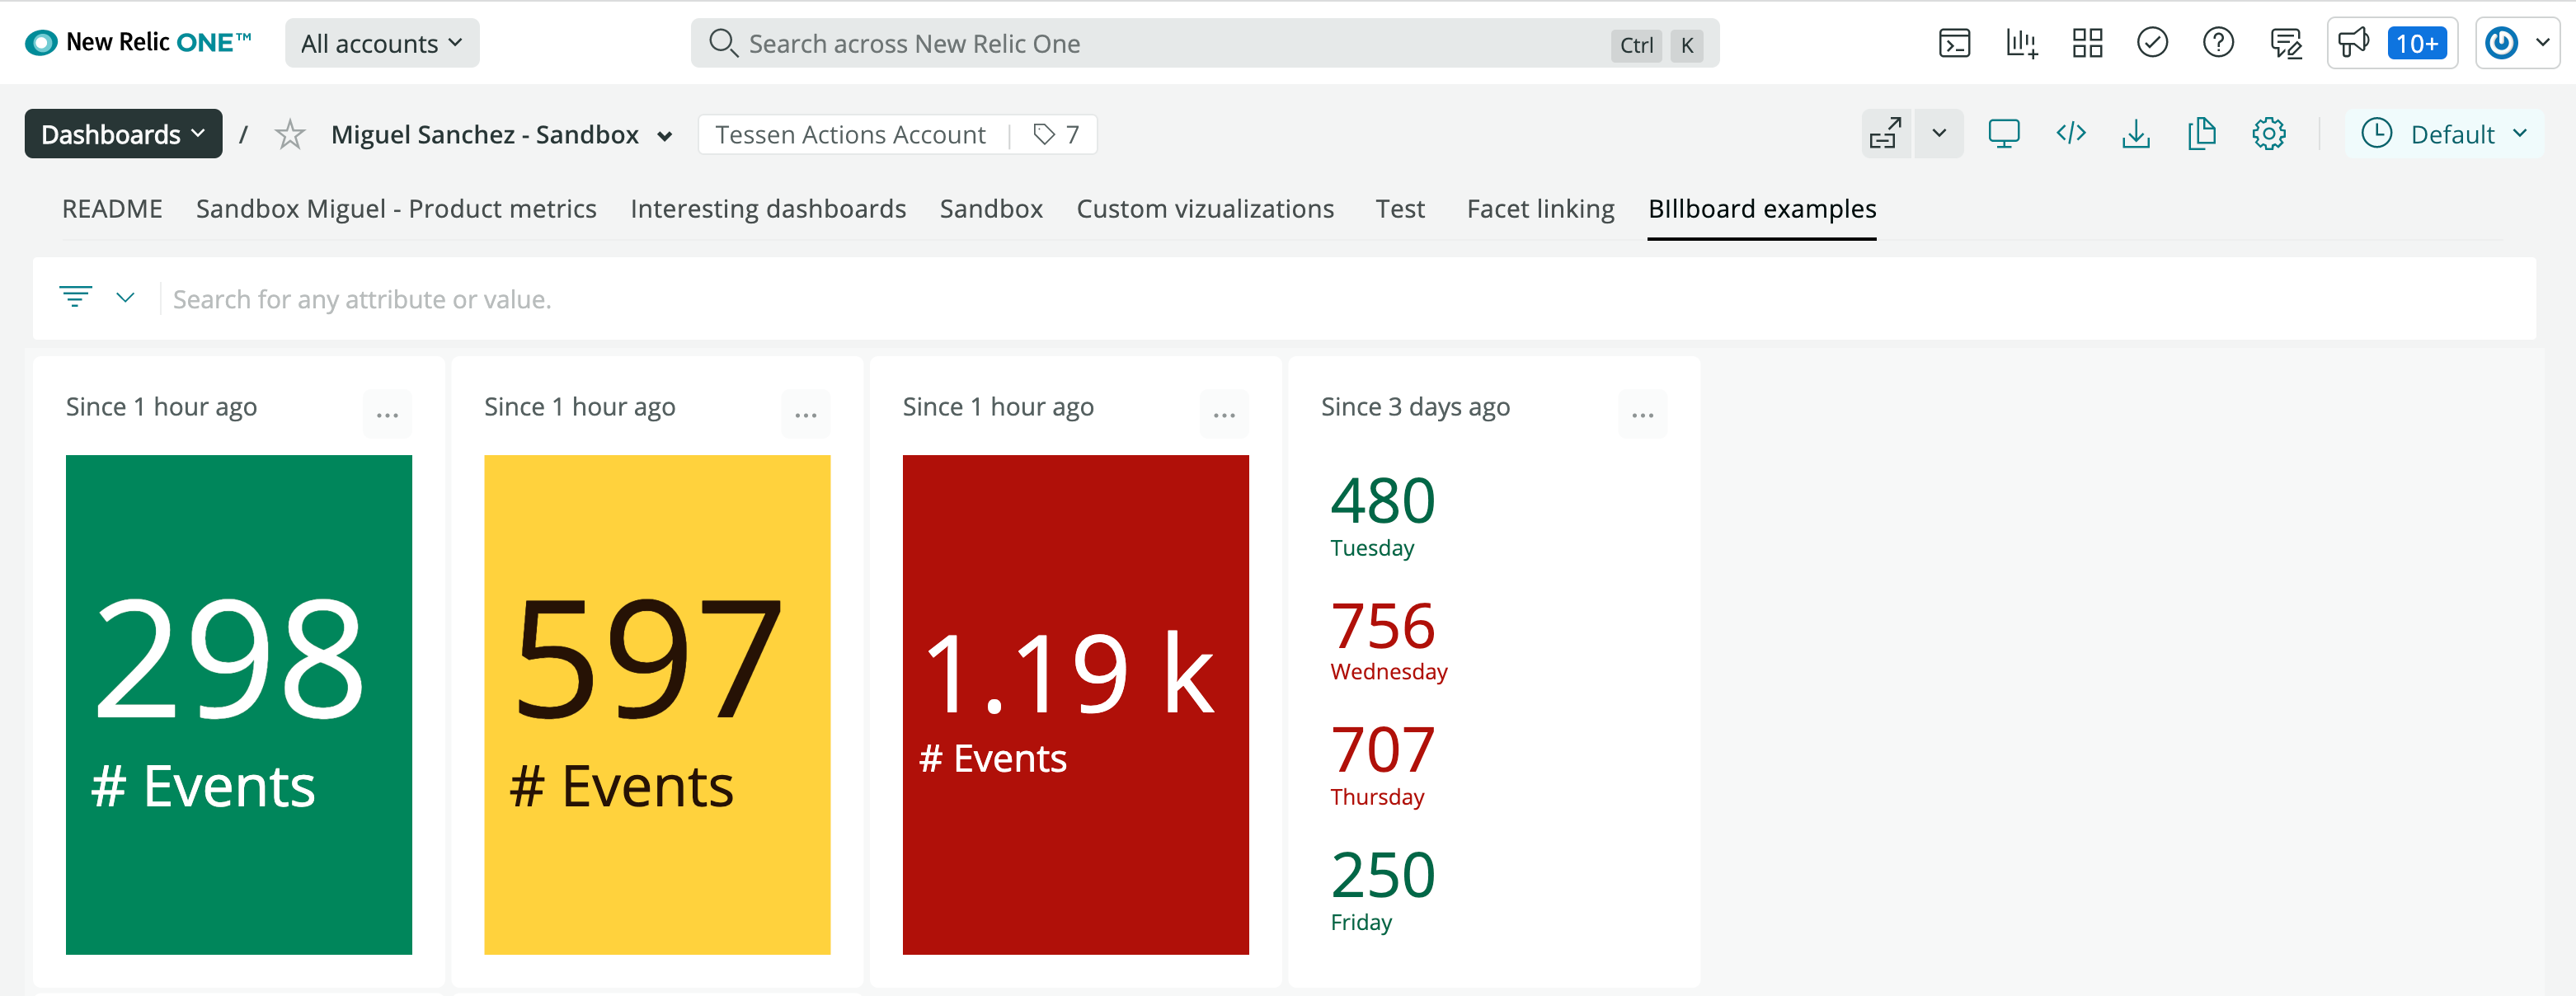 New Relic ONE™
All accounts
Search across New Relic One
Ctrl K
10+
Dashboards / Miguel Sanchez - Sandbox
Tessen Actions Account | 7
Default
README Sandbox Miguel - Product metrics Interesting dashboards Sandbox Custom vizualizations Test Facet linking BIllboard examples
Search for any attribute or value.
Since 1 hour ago
...
298
# Events
Since 1 hour ago
...
597
# Events
Since 1 hour ago
...
1.19 k
# Events
Since 3 days ago
...
480
Tuesday
756
Wednesday
707
Thursday
250
Friday